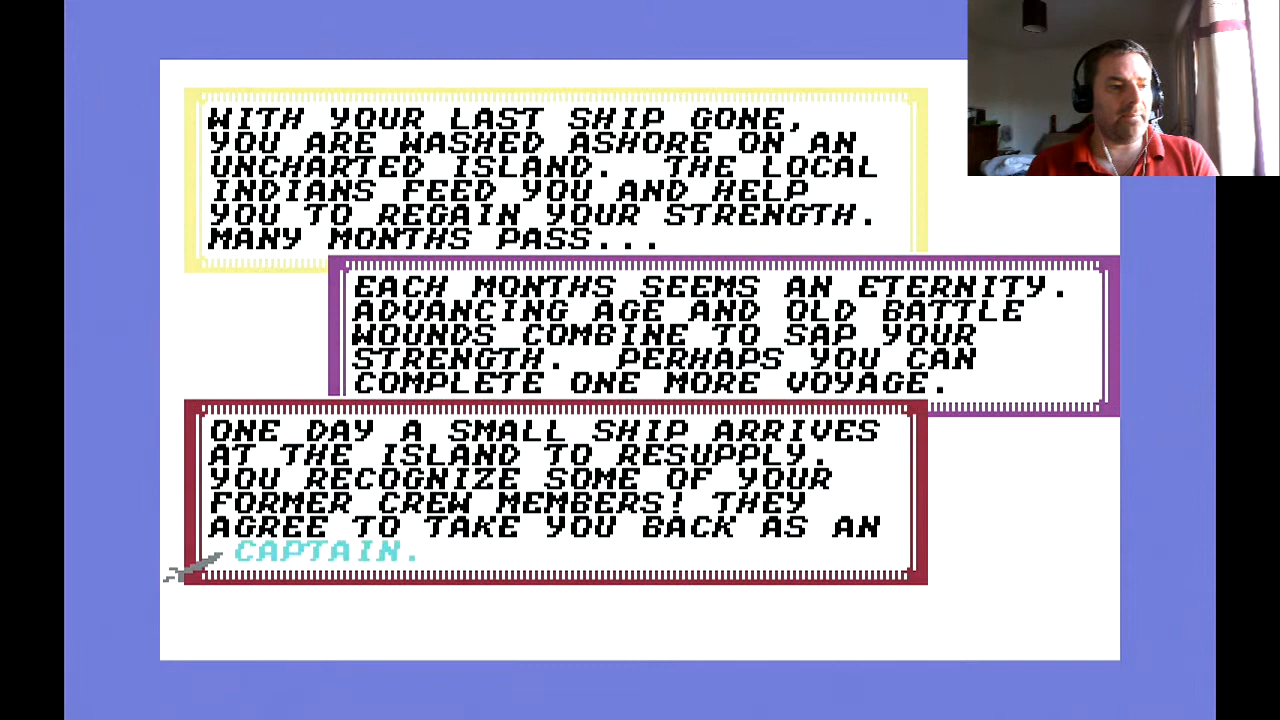 WITH YOUR LAST SHIP GONE,
YOU ARE WASHED ASHORE ON AN
UNCHARTED ISLAND. THE LOCAL
INDIANS FEED YOU AND HELP
YOU TO REGAIN YOUR STRENGTH.
MANY MONTHS PASS...
EACH MONTHS SEEMS AN ETERNITY.
ADVANCING AGE AND OLD BATTLE
WOUNDS COMBINE TO SAP YOUR
STRENGTH. PERHAPS YOU CAN
COMPLETE ONE MORE VOYAGE.
ONE DAY A SMALL SHIP ARRIVES
AT THE ISLAND TO RESUPPLY.
YOU RECOGNIZE SOME OF YOUR
FORMER CREW MEMBERS! THEY
AGREE TO TAKE YOU BACK AS AN
CAPTAIN.